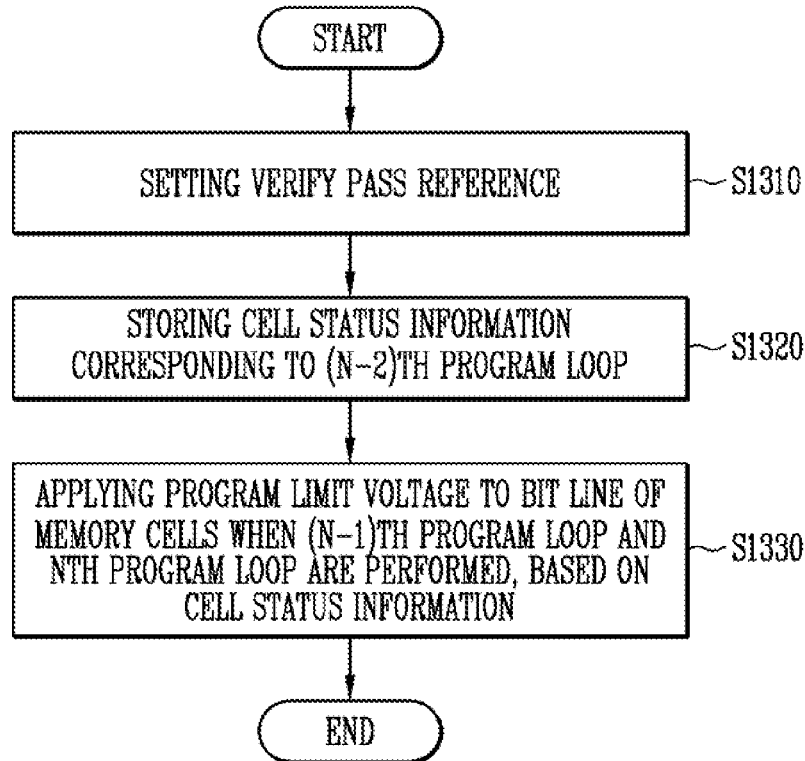 START
SETTING VERIFY PASS REFERENCE
S1310
STORING CELL STATUS INFORMATION
CORRESPONDING TO (N-2)TH PROGRAM LOOP
S1320
APPLYING PROGRAM LIMIT VOLTAGE TO BIT LINE OF
MEMORY CELLS WHEN (N-1)TH PROGRAM LOOP AND
NTH PROGRAM LOOP ARE PERFORMED, BASED ON
CELL STATUS INFORMATION
S1330
END